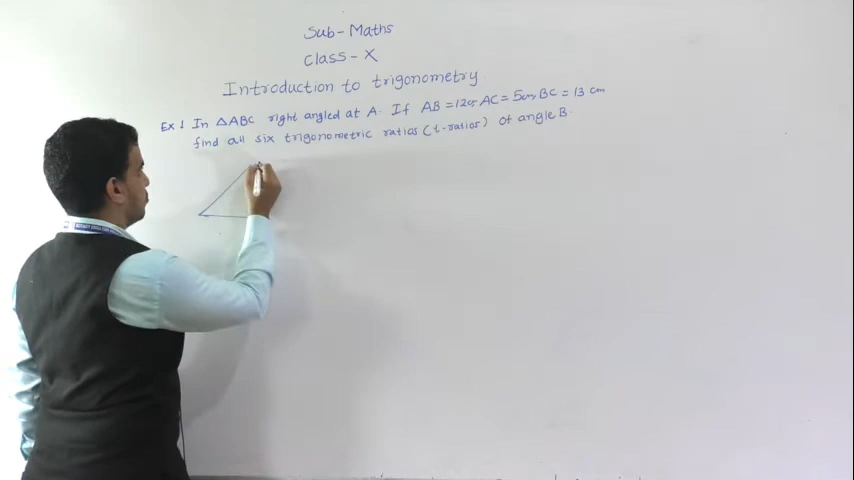 Sub - Maths
Class - X
Introduction to trigonometry
Ex 1 In △ABC right angled at A. If AB = 12cm, AC = 5cm, BC = 13 cm
find all six trigonometric ratios (t-ratios) of angle B.